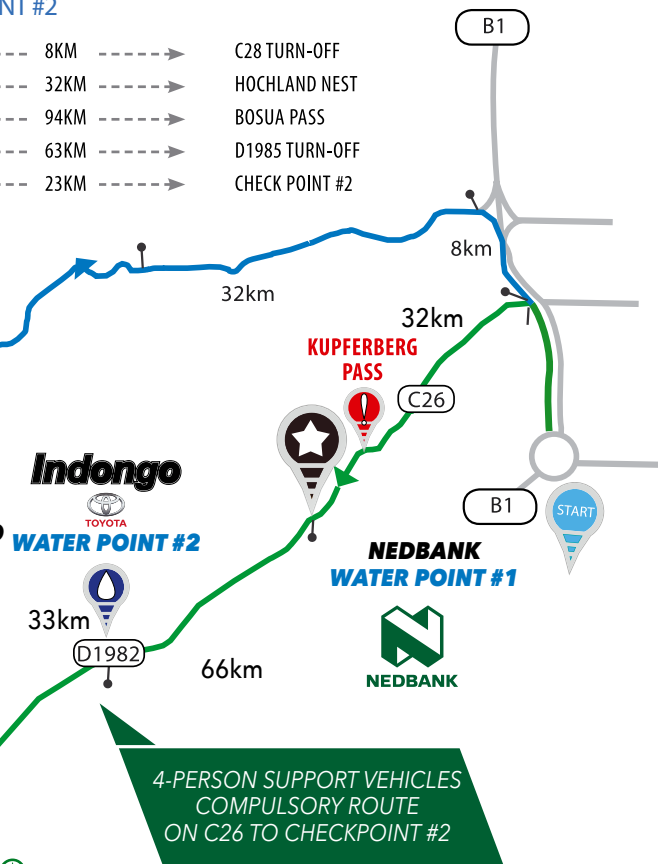 NT #2
8KM
C28 TURN-OFF
32KM
HOCHLAND NEST
94KM
BOSUA PASS
63KM
D1985 TURN-OFF
23KM
CHECK POINT #2
B1
8km
32km
32km
KUPFERBERG
PASS
C26
Indongo
TOYOTA
WATER POINT #2
B1
START
NEDBANK
WATER POINT #1
33km
D1982
66km
NEDBANK
4-PERSON SUPPORT VEHICLES
COMPULSORY ROUTE
ON C26 TO CHECKPOINT #2